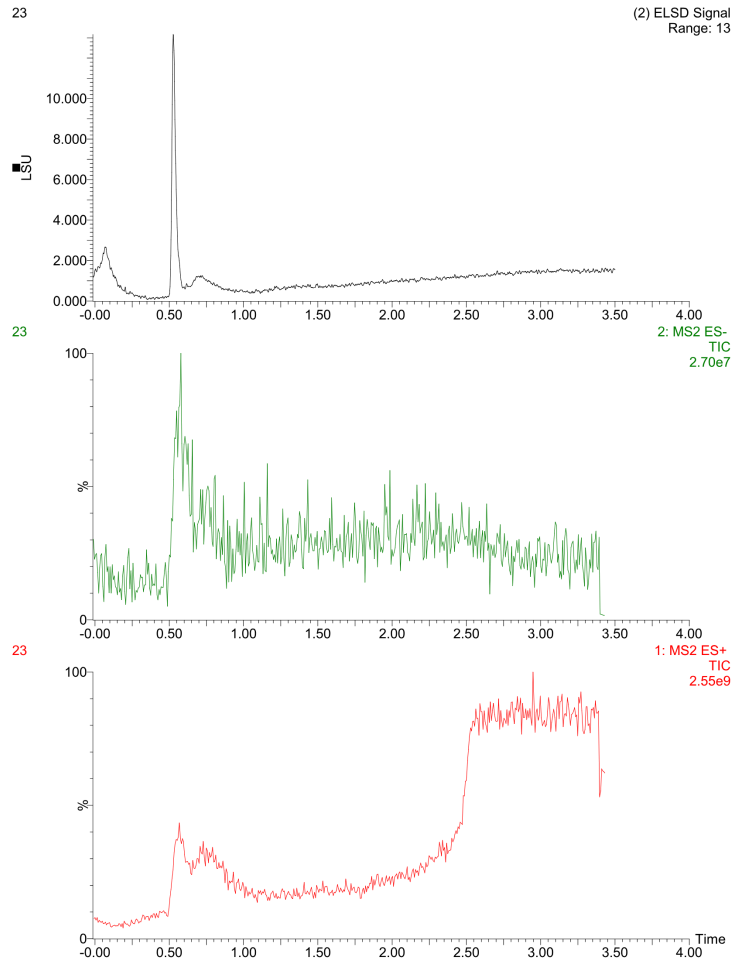 23
(2) ELSD Signal
Range: 13
LSU
10.000
8.000
6.000
4.000
2.000
0.000
-0.00 0.50 1.00 1.50 2.00 2.50 3.00 3.50 4.00
23
2: MS2 ES-
TIC
2.70e7
100
%
0
-0.00 0.50 1.00 1.50 2.00 2.50 3.00 3.50 4.00
23
1: MS2 ES+
TIC
2.55e9
100
%
0
Time
-0.00 0.50 1.00 1.50 2.00 2.50 3.00 3.50 4.00